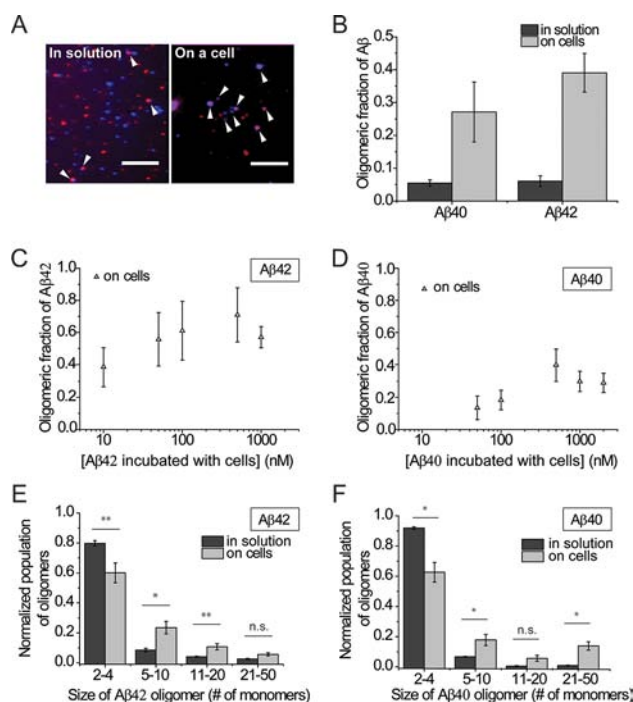 A
In solution
On a cell
B
in solution
on cells
Oligomeric fraction of Aβ
0.4
0.3
0.2
0.1
0.0
Aβ40
Aβ42
C
Aβ42
on cells
Oligomeric fraction of Aβ42
1.0
0.8
0.6
0.4
0.2
0.0
10
100
1000
[Aβ42 incubated with cells] (nM)
D
Aβ40
on cells
Oligomeric fraction of Aβ40
1.0
0.8
0.6
0.4
0.2
0.0
10
100
1000
[Aβ40 incubated with cells] (nM)
E
Aβ42
in solution
on cells
Normalized population
of oligomers
1.0
0.8
0.6
0.4
0.2
0.0
**
*
**
n.s.
2-4
5-10
11-20
21-50
Size of Aβ42 oligomer (# of monomers)
F
Aβ40
in solution
on cells
Normalized population
of oligomers
1.0
0.8
0.6
0.4
0.2
0.0
*
*
n.s.
*
2-4
5-10
11-20
21-50
Size of Aβ40 oligomer (# of monomers)